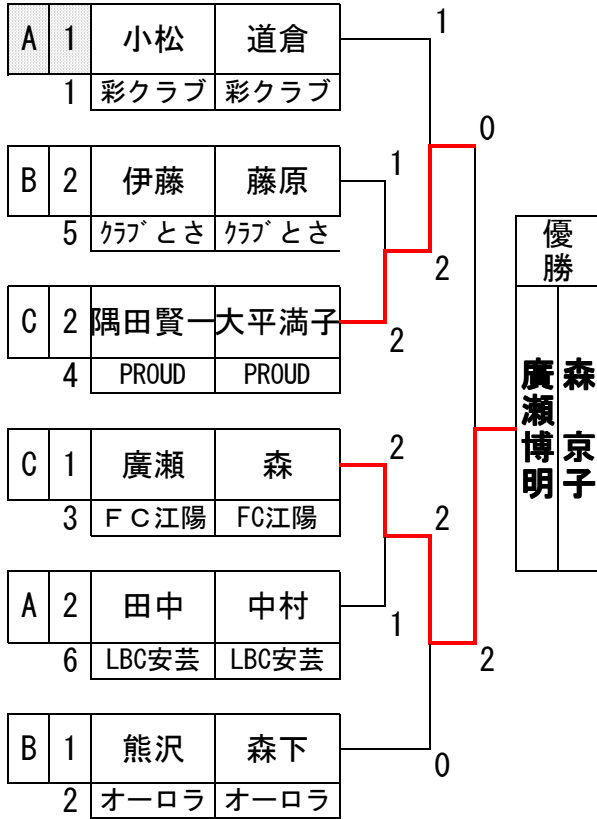 A 1 小松 道倉 1
1 彩クラブ 彩クラブ
0
B 2 伊藤 藤原 1
5 ｸﾗﾌﾞとさ ｸﾗﾌﾞとさ
2
C 2 隅田賢一 大平満子 2
4 PROUD PROUD
C 1 廣瀬 森 2
3 ＦＣ江陽 FC江陽
2
A 2 田中 中村 1
6 LBC安芸 LBC安芸
2
B 1 熊沢 森下 0
2 オーロラ オーロラ
優勝
森 京子
廣瀬博明